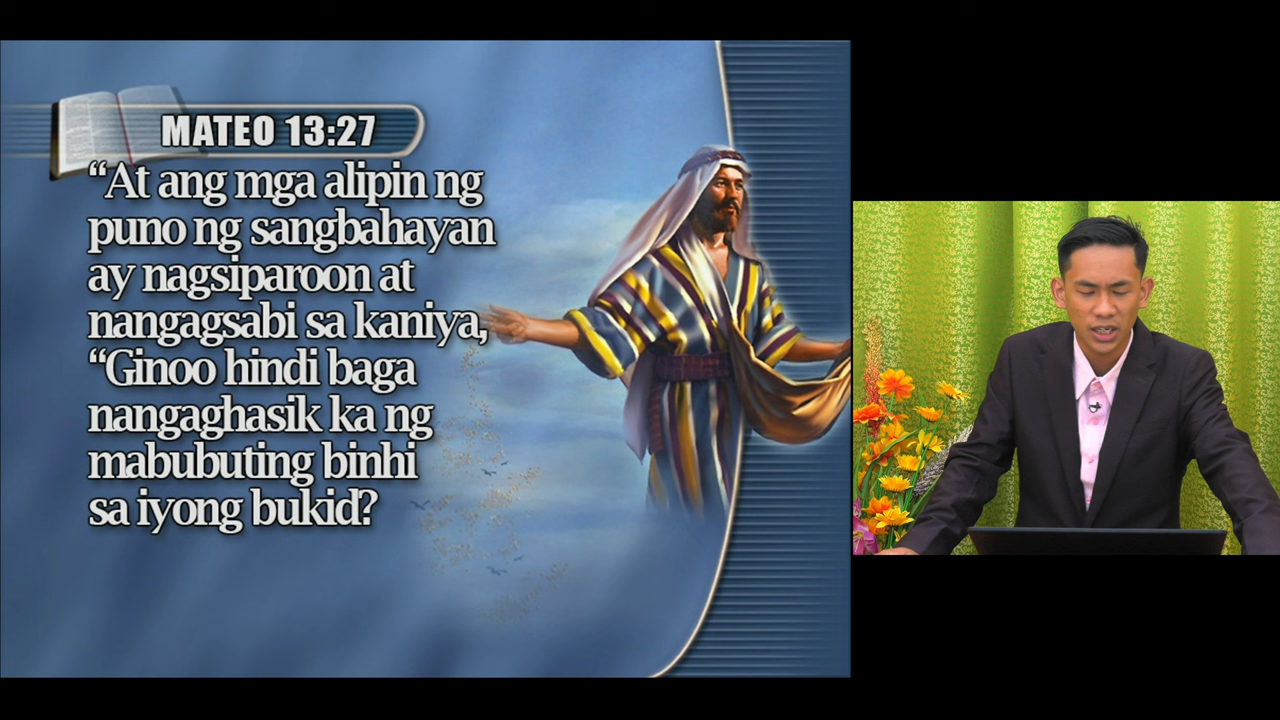 MATEO 13:27
“At ang mga alipin ng
puno ng sangbahayan
ay nagsiparoon at
nangagsabi sa kaniya,
“Ginoo hindi baga
nangaghasik ka ng
mabubuting binhi
sa iyong bukid?